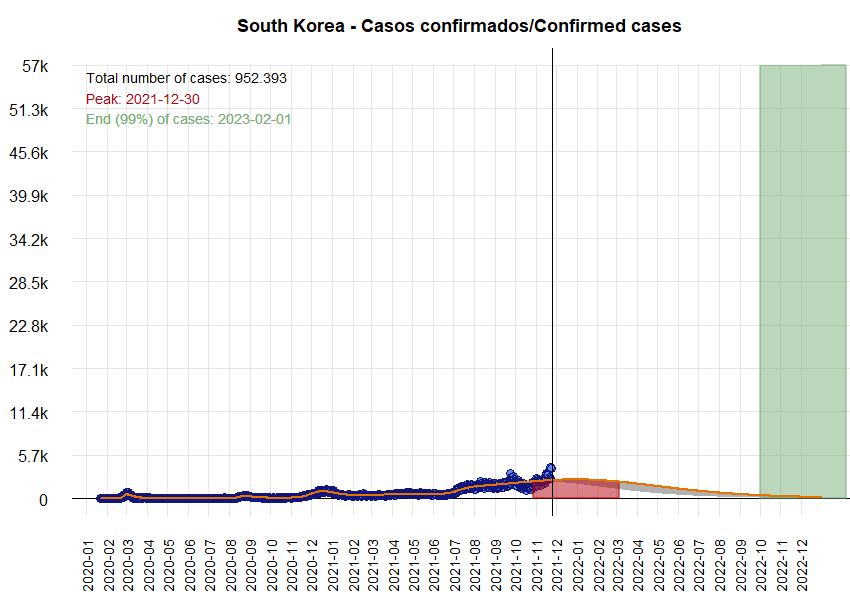 South Korea - Casos confirmados/Confirmed cases
57k
Total number of cases: 952.393
Peak: 2021-12-30
End (99%) of cases: 2023-02-01
51.3k
45.6k
39.9k
34.2k
28.5k
22.8k
17.1k
11.4k
5.7k
0
2020-01
2020-02
2020-03
2020-04
2020-05
2020-06
2020-07
2020-08
2020-09
2020-10
2020-11
2020-12
2021-01
2021-02
2021-03
2021-04
2021-05
2021-06
2021-07
2021-08
2021-09
2021-10
2021-11
2021-12
2022-01
2022-02
2022-03
2022-04
2022-05
2022-06
2022-07
2022-08
2022-09
2022-10
2022-11
2022-12